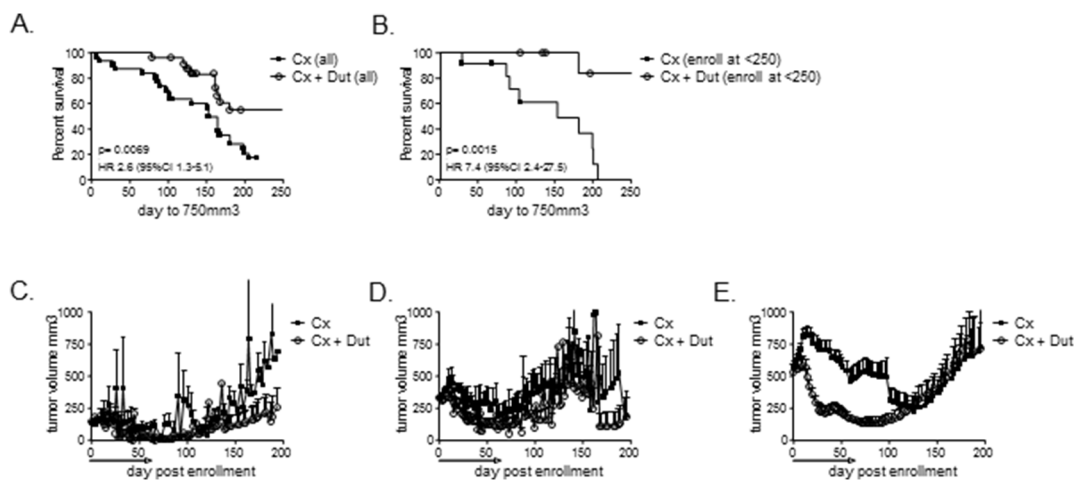 A.
Percent survival
100
80
60
40
20
0
0 50 100 150 200 250
day to 750mm3
p= 0.0069
HR 2.6 (95%CI 1.3-5.1)
Cx (all)
Cx + Dut (all)
B.
Percent survival
100
80
60
40
20
0
0 50 100 150 200 250
day to 750mm3
p= 0.0015
HR 7.4 (95%CI 2.4-27.5)
Cx (enroll at <250)
Cx + Dut (enroll at <250)
C.
tumor volume mm3
1000
750
500
250
0
0 50 100 150 200
day post enrollment
Cx
Cx + Dut
D.
tumor volume mm3
1000
750
500
250
0
0 50 100 150 200
day post enrollment
Cx
Cx + Dut
E.
tumor volume mm3
1000
750
500
250
0
0 50 100 150 200
day post enrollment
Cx
Cx + Dut